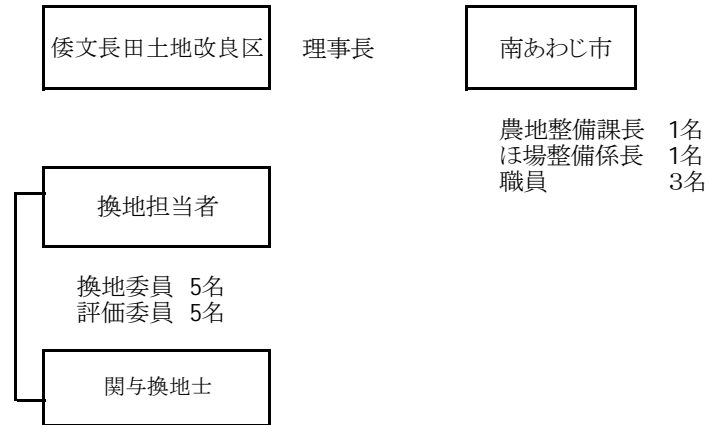 倭文長田土地改良区 理事長 南あわじ市
農地整備課長 1名
ほ場整備係長 1名
職員 3名
換地担当者
換地委員 5名
評価委員 5名
関与換地士